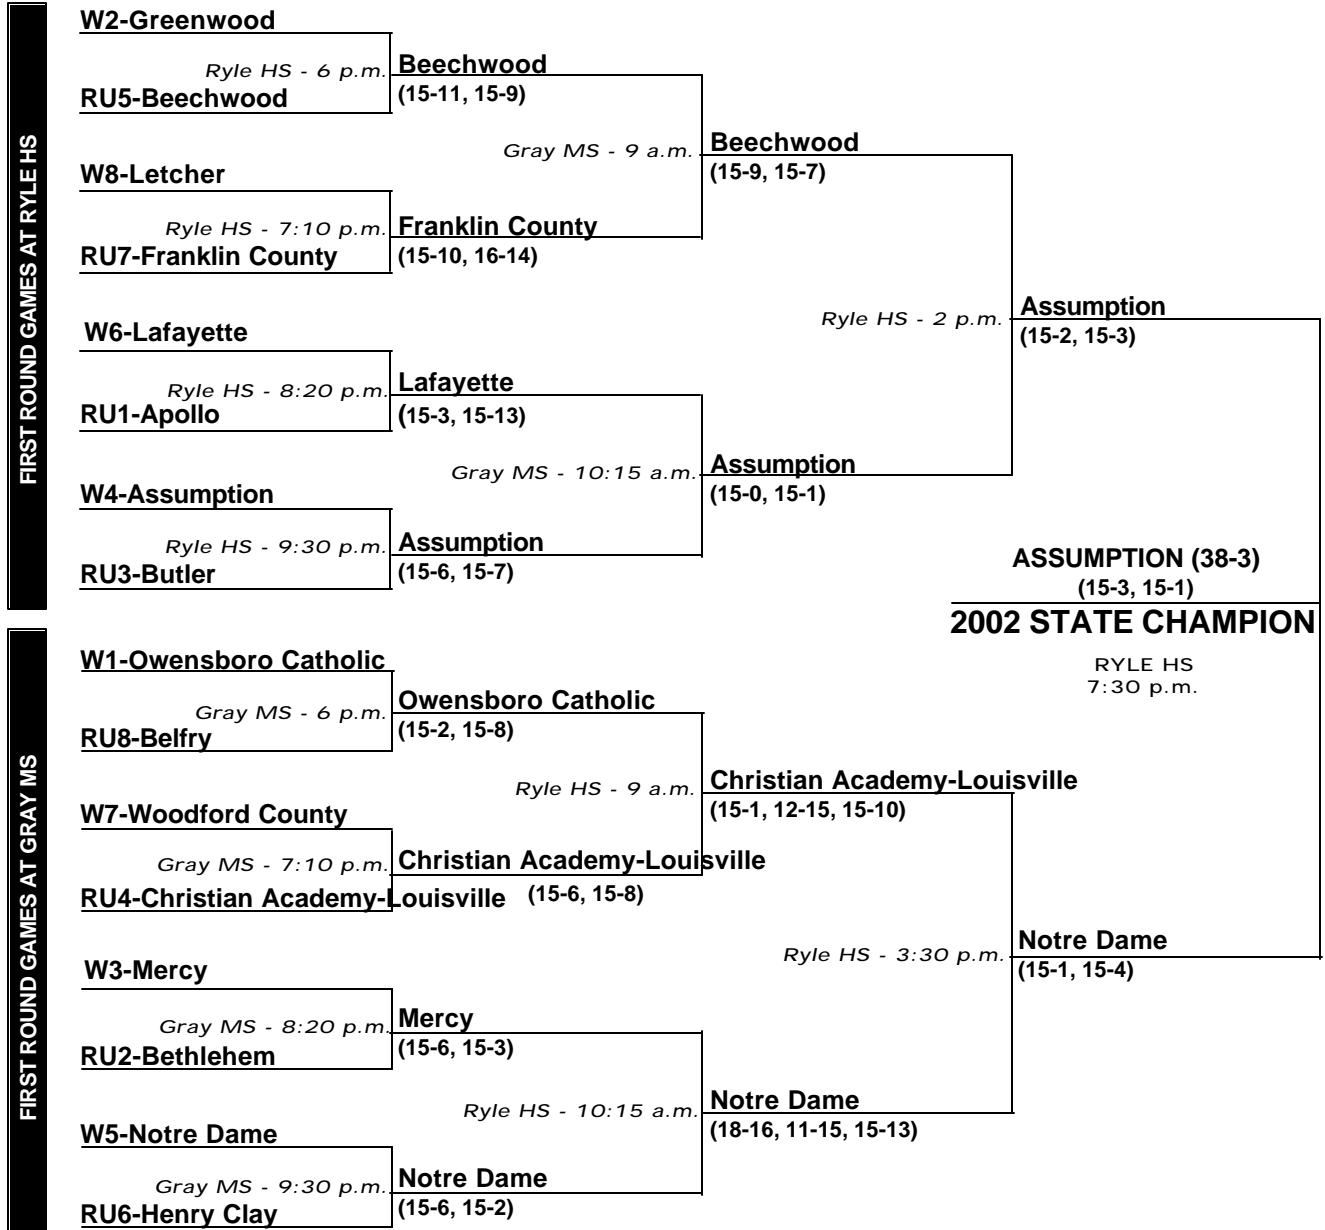 FIRST ROUND GAMES AT RYLE HS
W2-Greenwood
Ryle HS - 6 p.m.
RU5-Beechwood
Beechwood
(15-11, 15-9)
Gray MS - 9 a.m.
W8-Letcher
Ryle HS - 7:10 p.m.
RU7-Franklin County
Franklin County
(15-10, 16-14)
Beechwood
(15-9, 15-7)
W6-Lafayette
Ryle HS - 8:20 p.m.
RU1-Apollo
Lafayette
(15-3, 15-13)
Gray MS - 10:15 a.m.
W4-Assumption
Ryle HS - 9:30 p.m.
RU3-Butler
Assumption
(15-6, 15-7)
Assumption
(15-0, 15-1)
Ryle HS - 2 p.m.
Assumption
(15-2, 15-3)
ASSUMPTION (38-3)
(15-3, 15-1)
2002 STATE CHAMPION
RYLE HS
7:30 p.m.
FIRST ROUND GAMES AT GRAY MS
W1-Owensboro Catholic
Gray MS - 6 p.m.
RU8-Belfry
Owensboro Catholic
(15-2, 15-8)
Ryle HS - 9 a.m.
W7-Woodford County
Gray MS - 7:10 p.m.
RU4-Christian Academy-Louisville
Christian Academy-Louisville
(15-6, 15-8)
Christian Academy-Louisville
(15-1, 12-15, 15-10)
W3-Mercy
Gray MS - 8:20 p.m.
RU2-Bethlehem
Mercy
(15-6, 15-3)
Ryle HS - 10:15 a.m.
W5-Notre Dame
Gray MS - 9:30 p.m.
RU6-Henry Clay
Notre Dame
(15-6, 15-2)
Notre Dame
(18-16, 11-15, 15-13)
Ryle HS - 3:30 p.m.
Notre Dame
(15-1, 15-4)